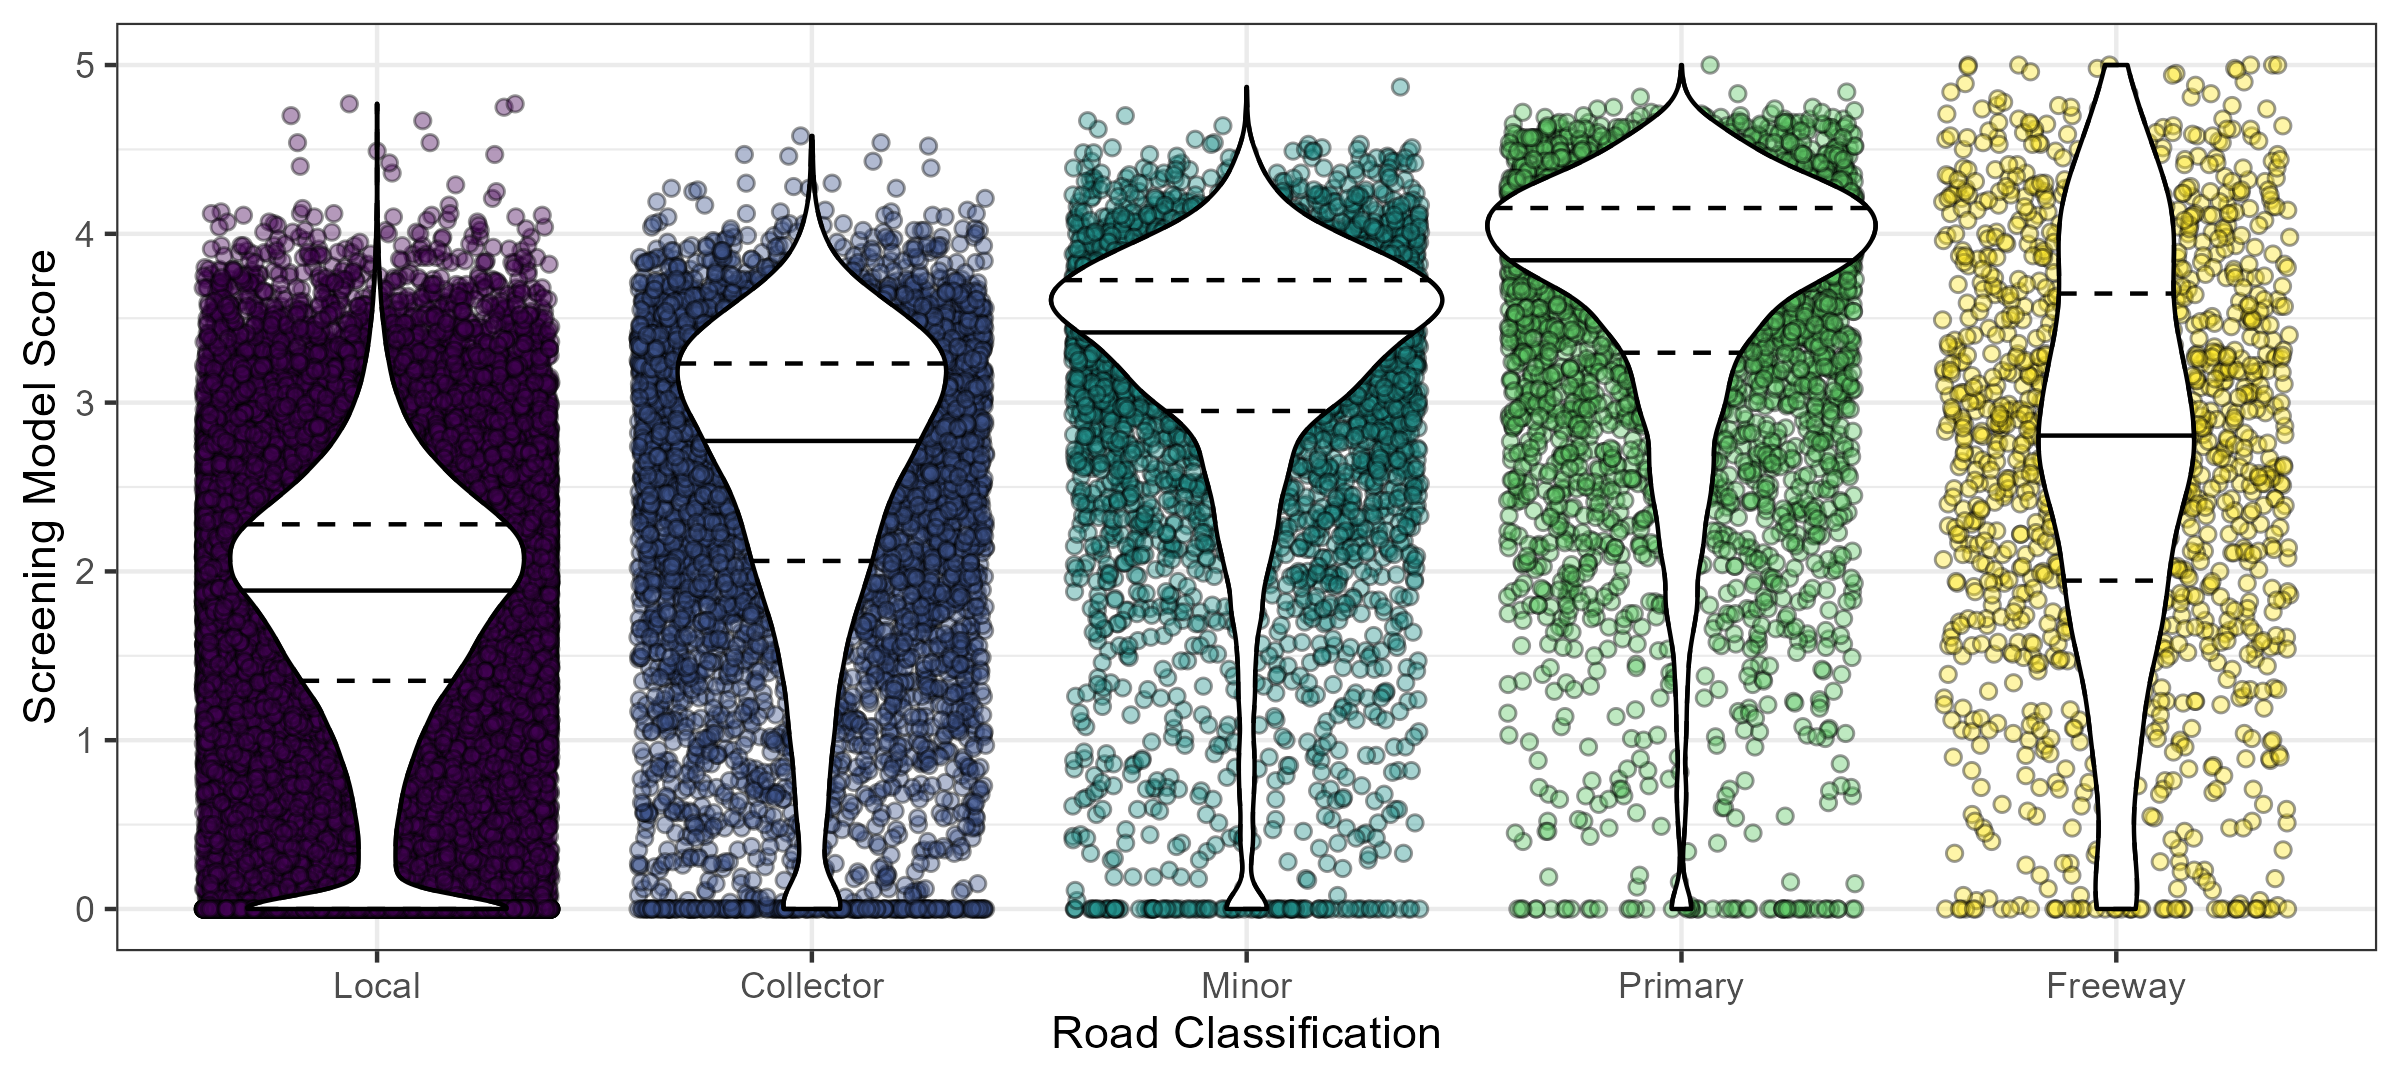 Screening Model Score
5
4
3
2
1
0
Local Collector Minor Primary Freeway
Road Classification